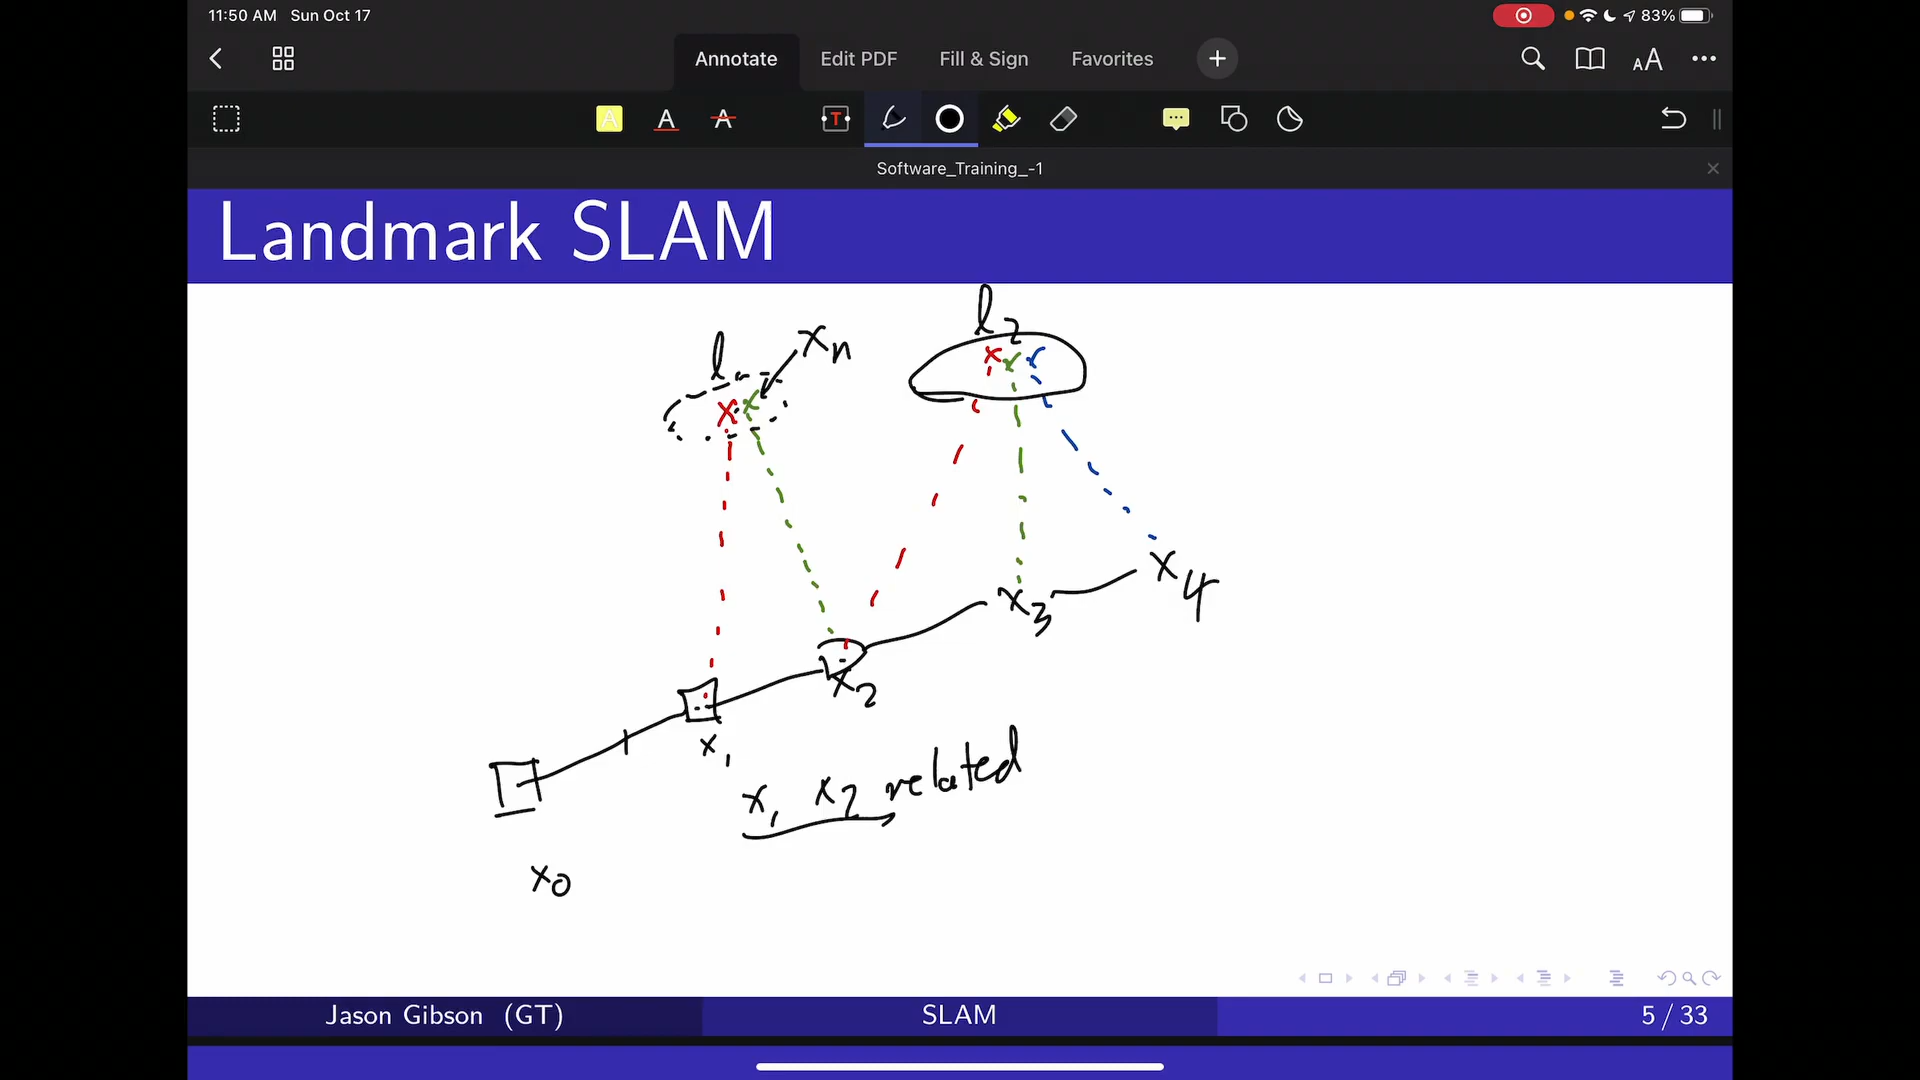 11:50 AM Sun Oct 17
83%
Annotate Edit PDF Fill & Sign Favorites
A A A T AA
Software_Training_-1
Landmark SLAM
l2
l xn
x4
x3
x2
x1
x1 x2 related
x0
Jason Gibson (GT) SLAM 5 / 33